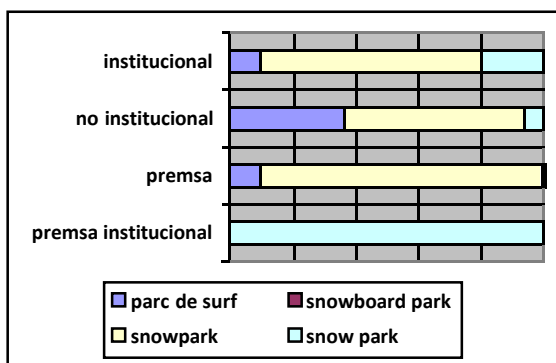 institucional
no institucional
premsa
premsa institucional
parc de surf snowboard park
snowpark snow park